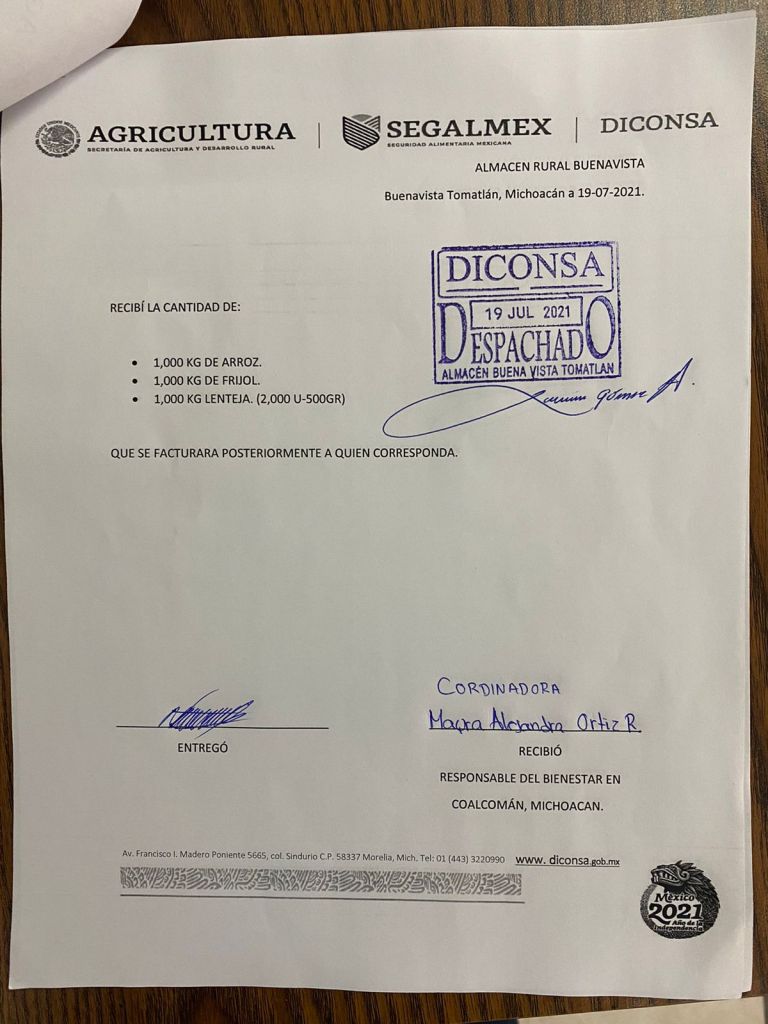 AGRICULTURA
SECRETARÍA DE AGRICULTURA Y DESARROLLO RURAL
SEGALMEX
SEGURIDAD ALIMENTARIA MEXICANA
DICONSA
ALMACEN RURAL BUENAVISTA
Buenavista Tomatlán, Michoacán a 19-07-2021.
DICONSA
19 JUL 2021
DESPACHADO
ALMACÉN BUENA VISTA TOMATLAN
RECIBÍ LA CANTIDAD DE:
• 1,000 KG DE ARROZ.
• 1,000 KG DE FRIJOL.
• 1,000 KG LENTEJA. (2,000 U-500GR)
QUE SE FACTURARA POSTERIORMENTE A QUIEN CORRESPONDA.
CORDINADORA
Mayra Alejandra Ortiz R
ENTREGÓ
RECIBIÓ
RESPONSABLE DEL BIENESTAR EN
COALCOMÁN, MICHOACAN.
Av. Francisco I. Madero Poniente 5665, col. Sindurio C.P. 58337 Morelia, Mich. Tel: 01 (443) 3220990 www. diconsa.gob.mx
México
2021
Año de la
Independencia